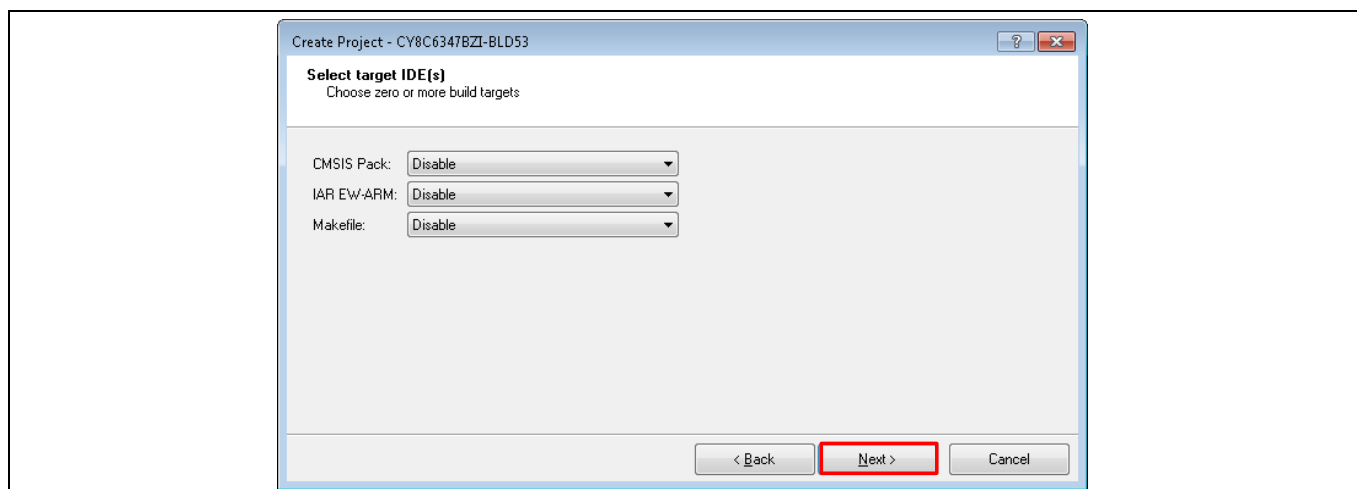 Create Project - CY8C6347BZI-BLD53
Select target IDE(s)
Choose zero or more build targets
CMSIS Pack: Disable
IAR EW-ARM: Disable
Makefile: Disable
< Back Next > Cancel